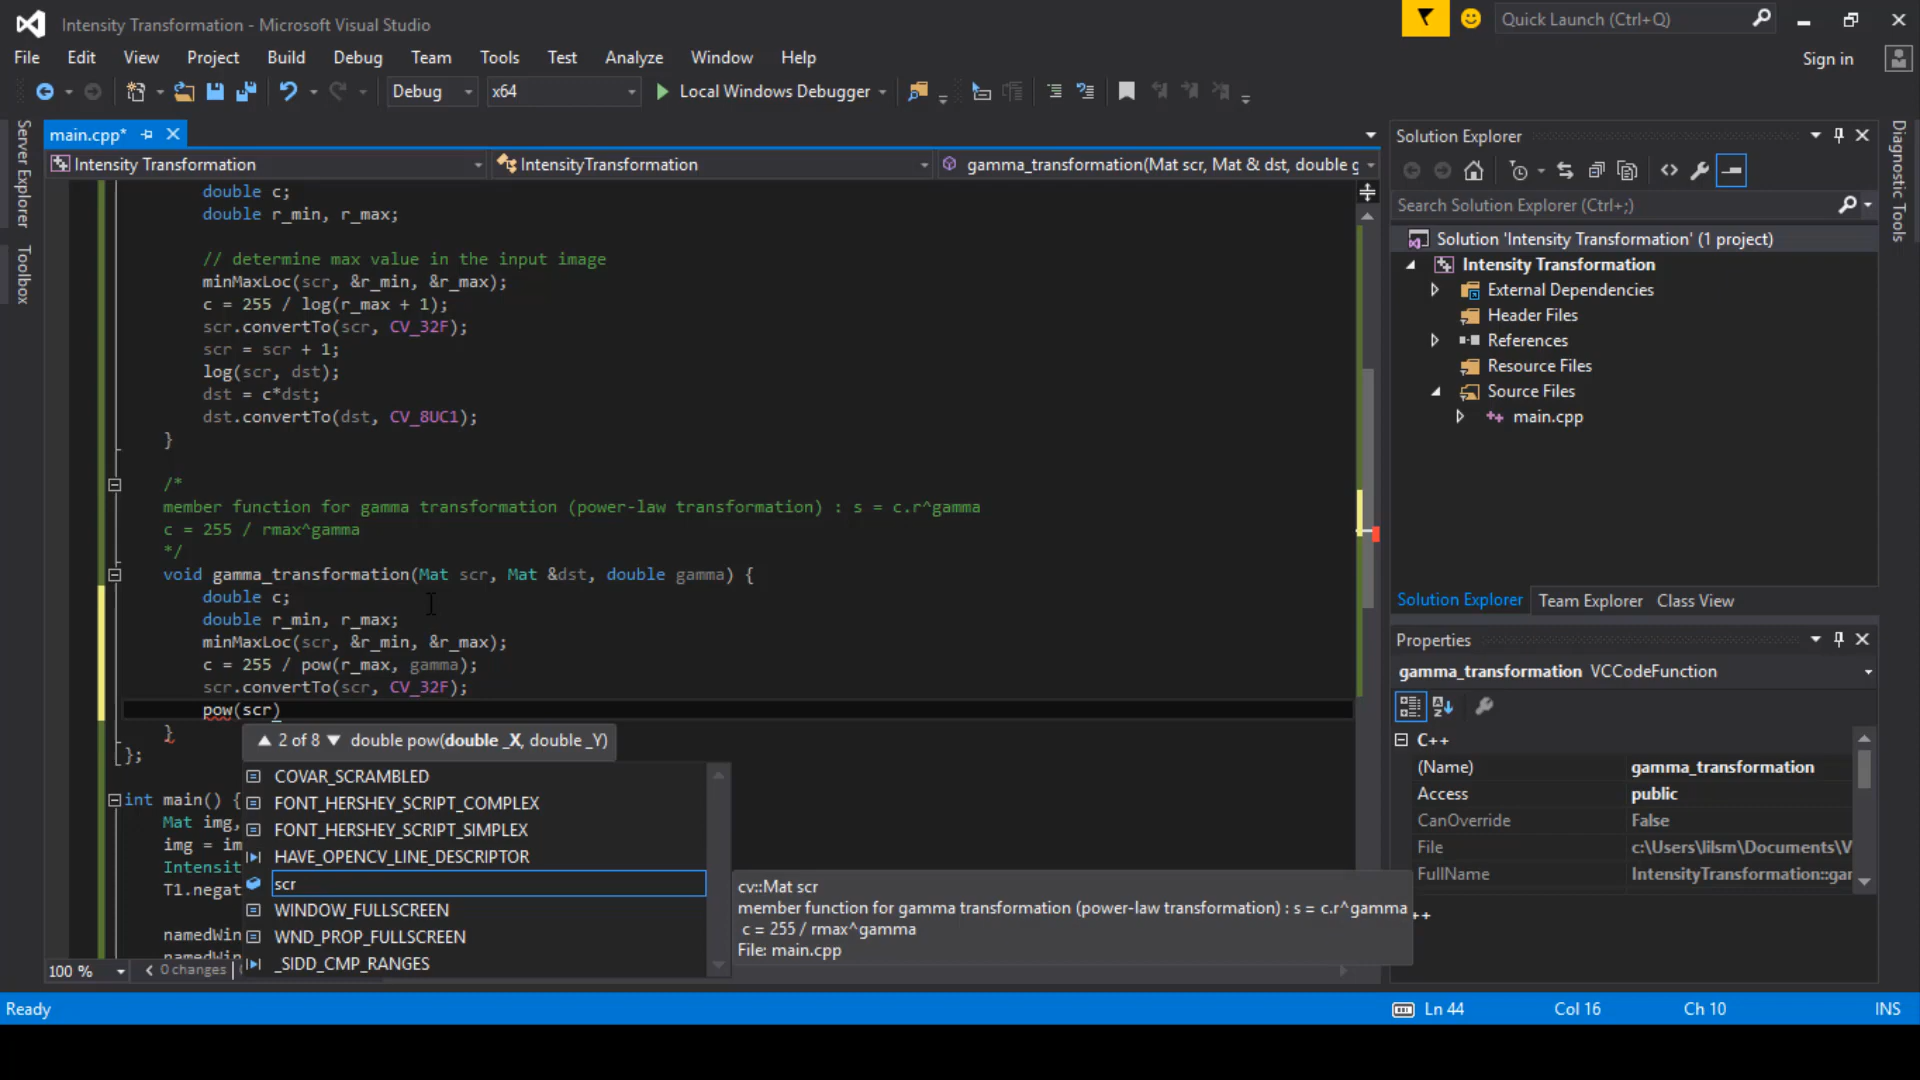 Intensity Transformation - Microsoft Visual Studio
Quick Launch (Ctrl+Q)
File Edit View Project Build Debug Team Tools Test Analyze Window Help
Sign in
Debug x64 Local Windows Debugger
Server Explorer
Toolbox
main.cpp*
Intensity Transformation IntensityTransformation gamma_transformation(Mat scr, Mat & dst, double g
double c;
double r_min, r_max;
// determine max value in the input image
minMaxLoc(scr, &r_min, &r_max);
c = 255 / log(r_max + 1);
scr.convertTo(scr, CV_32F);
scr = scr + 1;
log(scr, dst);
dst = c*dst;
dst.convertTo(dst, CV_8UC1);
}
/*
member function for gamma transformation (power-law transformation) : s = c.r^gamma
c = 255 / rmax^gamma
*/
void gamma_transformation(Mat scr, Mat &dst, double gamma) {
double c;
double r_min, r_max;
minMaxLoc(scr, &r_min, &r_max);
c = 255 / pow(r_max, gamma);
scr.convertTo(scr, CV_32F);
pow(scr)
}
};
2 of 8 double pow(double _X, double _Y)
int main() {
Mat img,
img = im
Intensit
T1.negat
namedWin
namedWin
COVAR_SCRAMBLED
FONT_HERSHEY_SCRIPT_COMPLEX
FONT_HERSHEY_SCRIPT_SIMPLEX
HAVE_OPENCV_LINE_DESCRIPTOR
scr
WINDOW_FULLSCREEN
WND_PROP_FULLSCREEN
_SIDD_CMP_RANGES
cv::Mat scr
member function for gamma transformation (power-law transformation) : s = c.r^gamma
c = 255 / rmax^gamma
File: main.cpp
100 % 0 changes
Solution Explorer
Search Solution Explorer (Ctrl+;)
Solution 'Intensity Transformation' (1 project)
Intensity Transformation
External Dependencies
Header Files
References
Resource Files
Source Files
main.cpp
Solution Explorer Team Explorer Class View
Properties
gamma_transformation VCCodeFunction
C++
(Name) gamma_transformation
Access public
CanOverride False
File c:\Users\lilsm\Documents\V
FullName IntensityTransformation::gar
++
Diagnostic Tools
Ready Ln 44 Col 16 Ch 10 INS